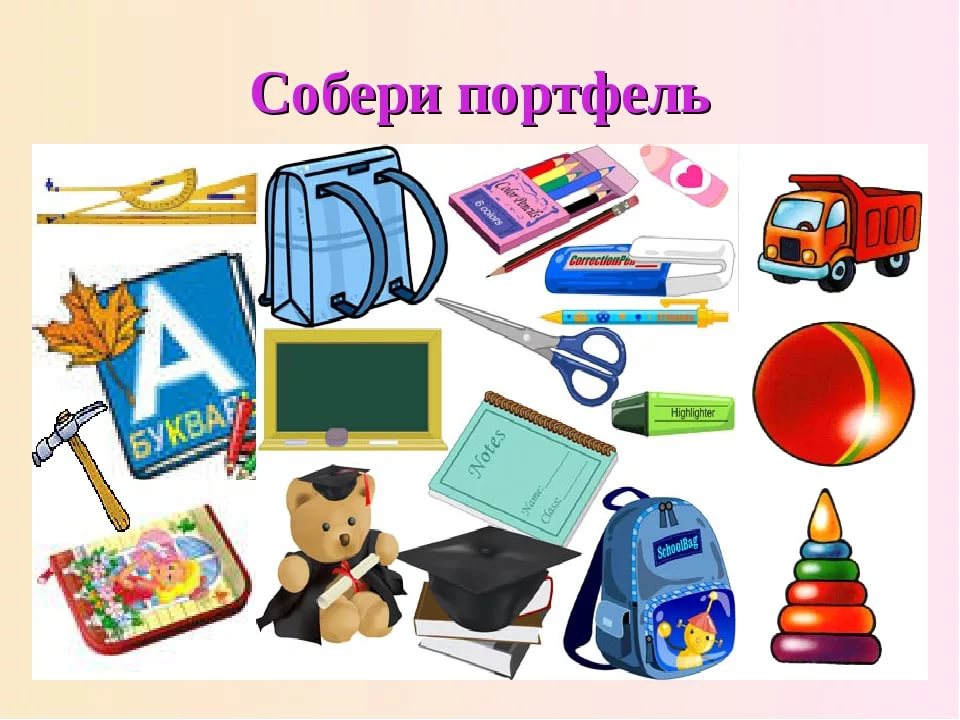 Собери портфель
Color Pencils
6 colors
CorrectionPen
А
БУКВАРЬ
Highlighter
Notes
Name:
Class:
SchoolBag